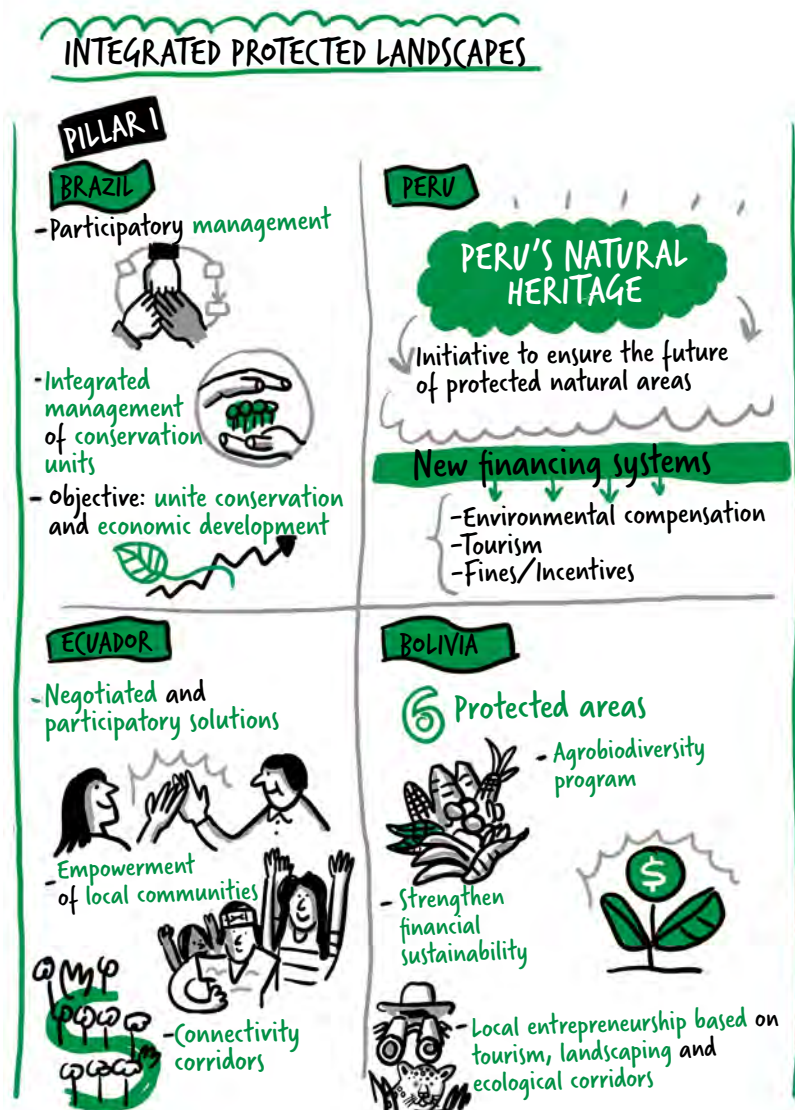 INTEGRATED PROTECTED LANDSCAPES
PILLAR I
BRAZIL
-Participatory management
-Integrated
management
of conservation
units
- Objective: unite conservation
and economic development
PERU
PERU'S NATURAL
HERITAGE
Initiative to ensure the future
of protected natural areas
New financing systems
-Environmental compensation
-Tourism
-Fines/Incentives
ECUADOR
-Negotiated and
participatory solutions
-Empowerment
of local communities
-Connectivity
corridors
BOLIVIA
6 Protected areas
- Agrobiodiversity
program
$
- Strengthen
financial
sustainability
-Local entrepreneurship based on
tourism, landscaping and
ecological corridors